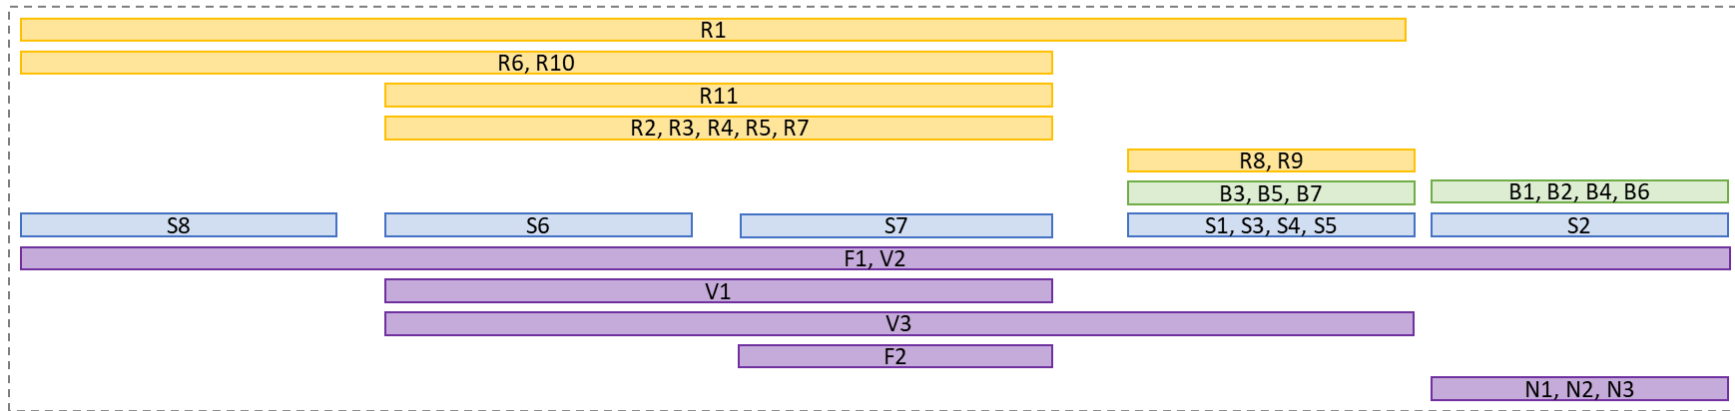 R1
R6, R10
R11
R2, R3, R4, R5, R7
R8, R9
B3, B5, B7
B1, B2, B4, B6
S8
S6
S7
S1, S3, S4, S5
S2
F1, V2
V1
V3
F2
N1, N2, N3